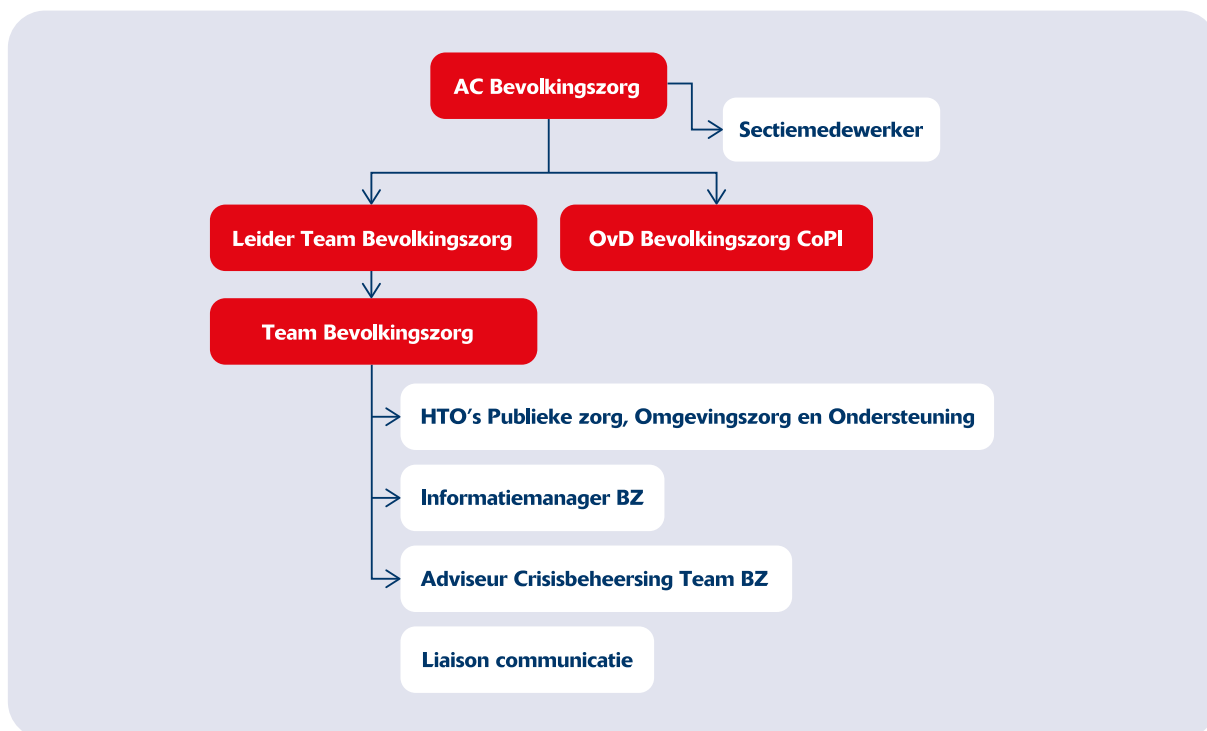 AC Bevolkingszorg
Sectiemedewerker
Leider Team Bevolkingszorg
OvD Bevolkingszorg CoPI
Team Bevolkingszorg
HTO’s Publieke zorg, Omgevingszorg en Ondersteuning
Informatiemanager BZ
Adviseur Crisisbeheersing Team BZ
Liaison communicatie